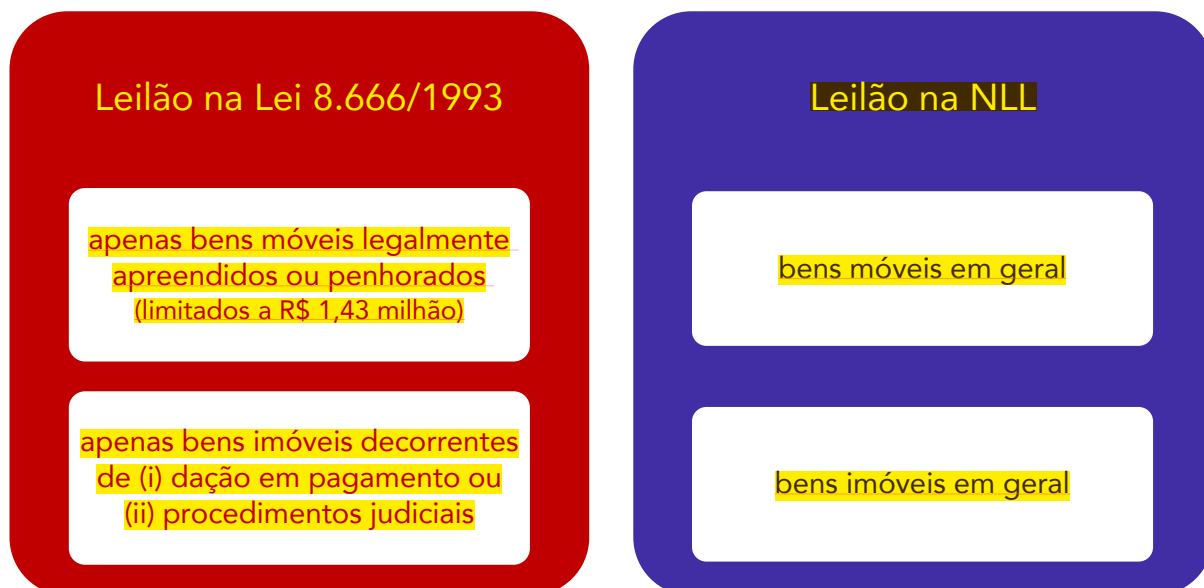 Leilão na Lei 8.666/1993
apenas bens móveis legalmente
apreendidos ou penhorados
(limitados a R$ 1,43 milhão)
apenas bens imóveis decorrentes
de (i) dação em pagamento ou
(ii) procedimentos judiciais
Leilão na NLL
bens móveis em geral
bens imóveis em geral